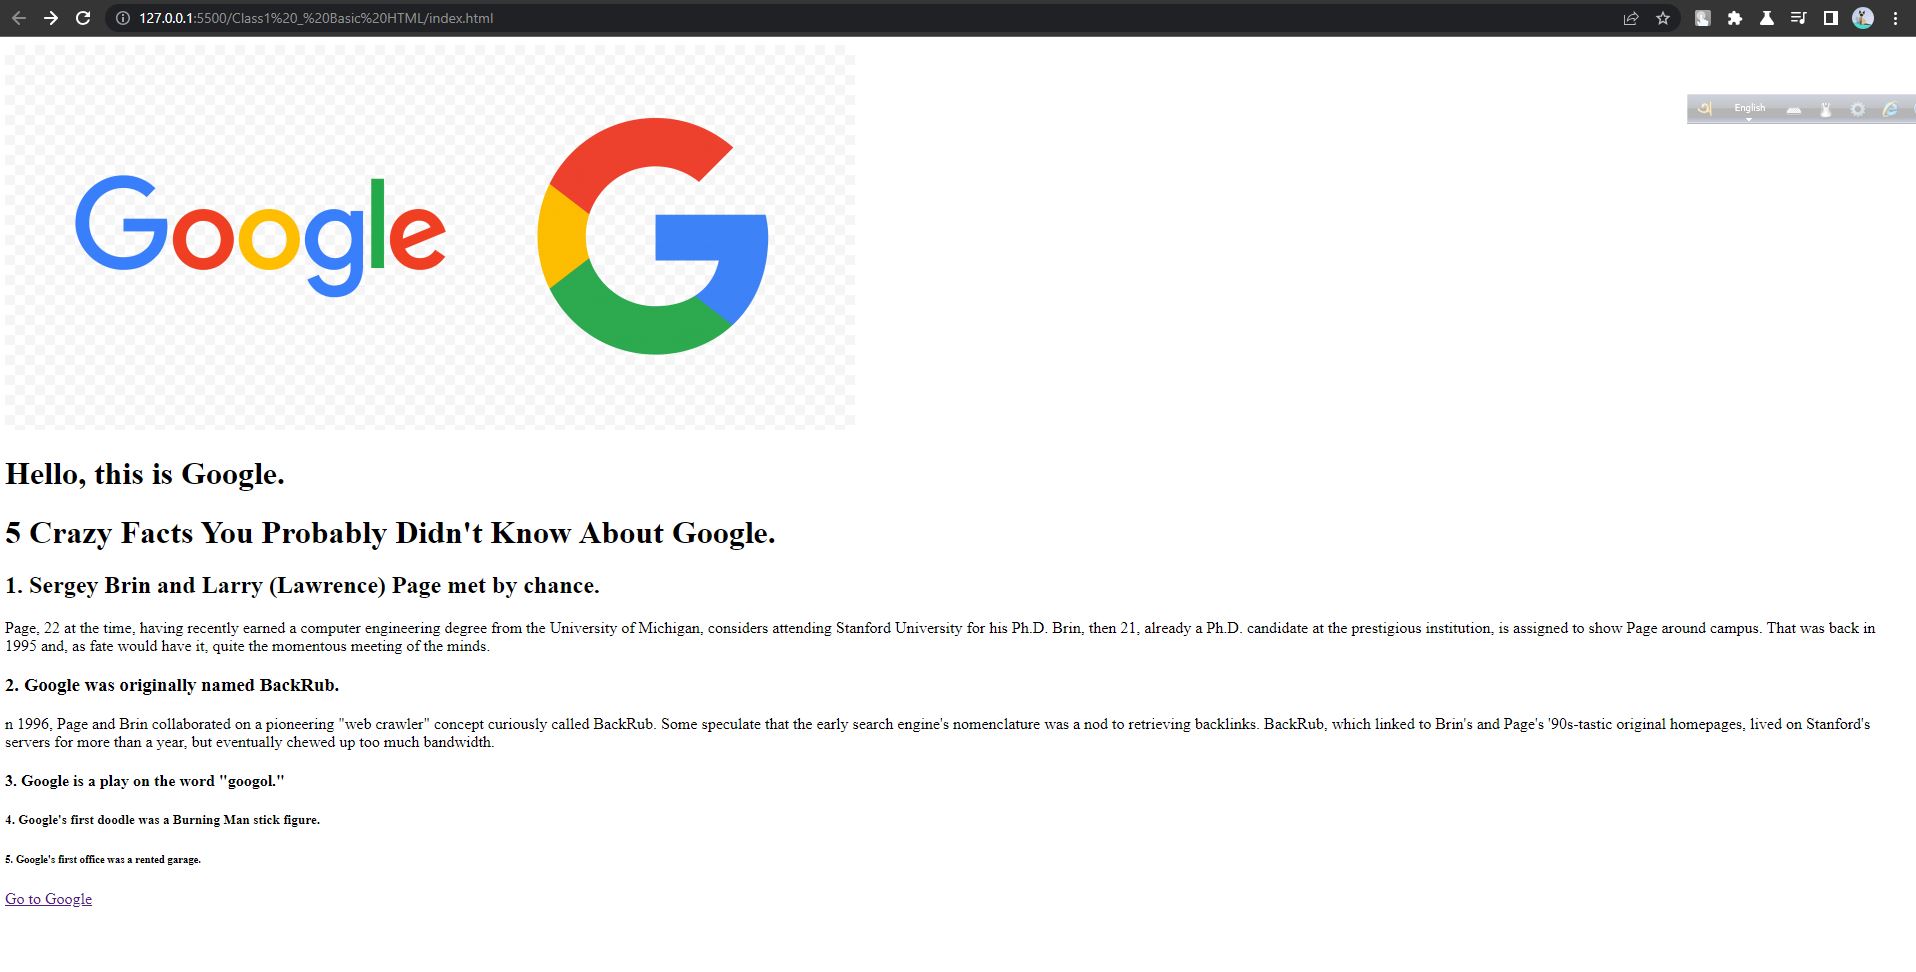 127.0.0.1:5500/Class1%20_%20Basic%20HTML/index.html
অ English
Google G
Hello, this is Google.
5 Crazy Facts You Probably Didn't Know About Google.
1. Sergey Brin and Larry (Lawrence) Page met by chance.
Page, 22 at the time, having recently earned a computer engineering degree from the University of Michigan, considers attending Stanford University for his Ph.D. Brin, then 21, already a Ph.D. candidate at the prestigious institution, is assigned to show Page around campus. That was back in
1995 and, as fate would have it, quite the momentous meeting of the minds.
2. Google was originally named BackRub.
n 1996, Page and Brin collaborated on a pioneering "web crawler" concept curiously called BackRub. Some speculate that the early search engine's nomenclature was a nod to retrieving backlinks. BackRub, which linked to Brin's and Page's '90s-tastic original homepages, lived on Stanford's
servers for more than a year, but eventually chewed up too much bandwidth.
3. Google is a play on the word "googol."
4. Google's first doodle was a Burning Man stick figure.
5. Google's first office was a rented garage.
Go to Google